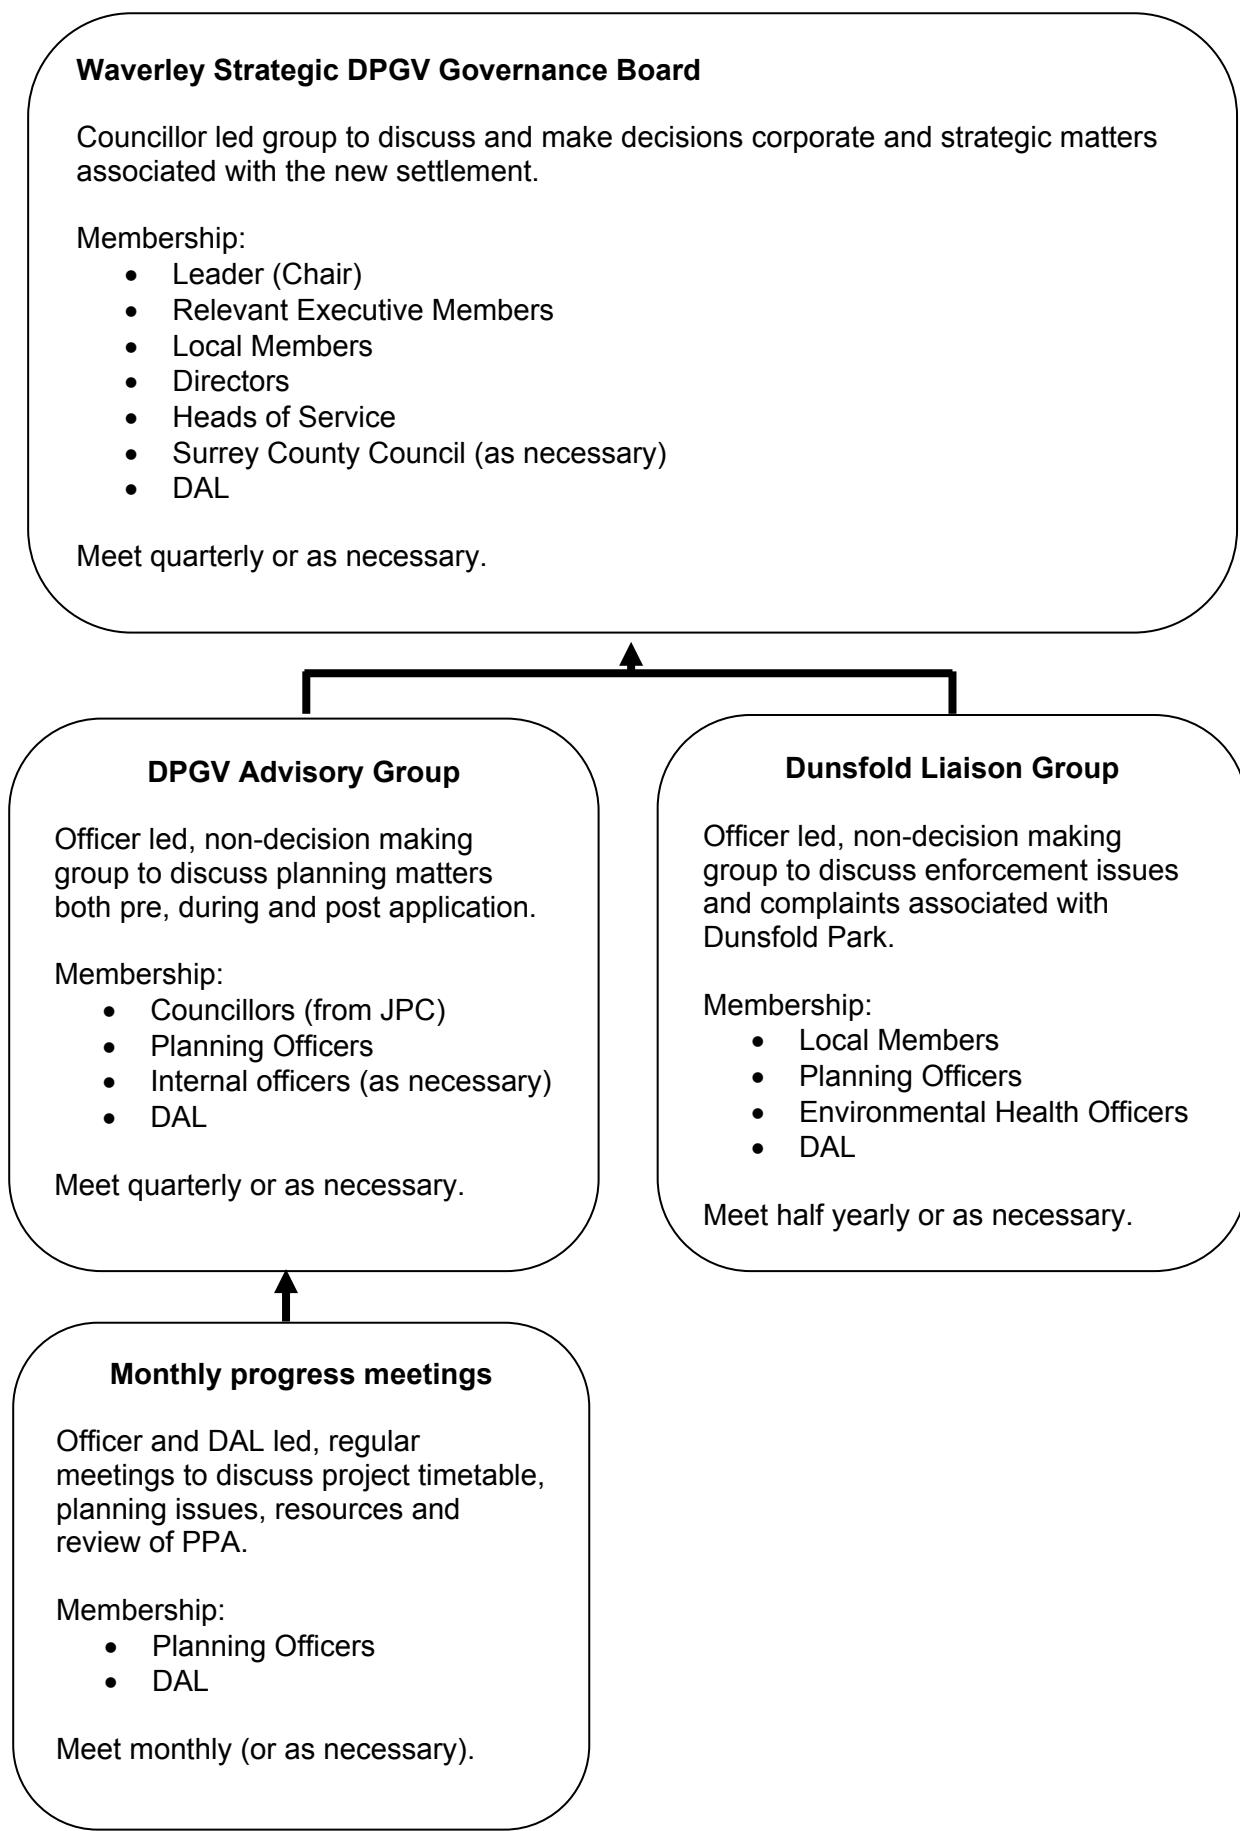 Waverley Strategic DPGV Governance Board
Councillor led group to discuss and make decisions corporate and strategic matters
associated with the new settlement.
Membership:
• Leader (Chair)
• Relevant Executive Members
• Local Members
• Directors
• Heads of Service
• Surrey County Council (as necessary)
• DAL
Meet quarterly or as necessary.
DPGV Advisory Group
Officer led, non-decision making
group to discuss planning matters
both pre, during and post application.
Membership:
• Councillors (from JPC)
• Planning Officers
• Internal officers (as necessary)
• DAL
Meet quarterly or as necessary.
Dunsfold Liaison Group
Officer led, non-decision making
group to discuss enforcement issues
and complaints associated with
Dunsfold Park.
Membership:
• Local Members
• Planning Officers
• Environmental Health Officers
• DAL
Meet half yearly or as necessary.
Monthly progress meetings
Officer and DAL led, regular
meetings to discuss project timetable,
planning issues, resources and
review of PPA.
Membership:
• Planning Officers
• DAL
Meet monthly (or as necessary).